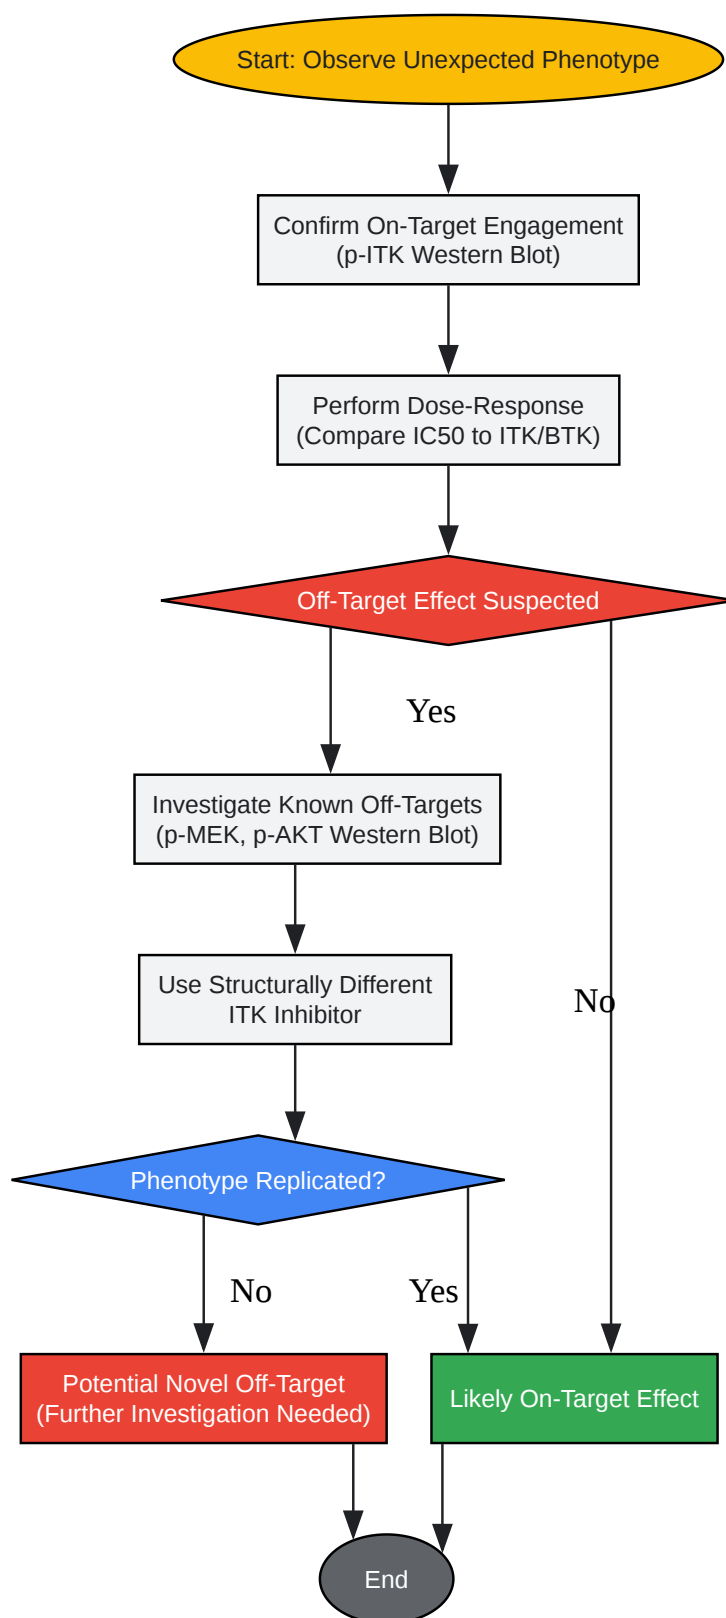 Start: Observe Unexpected Phenotype
Confirm On-Target Engagement
(p-ITK Western Blot)
Perform Dose-Response
(Compare IC50 to ITK/BTK)
Off-Target Effect Suspected
Yes
Investigate Known Off-Targets
(p-MEK, p-AKT Western Blot)
Use Structurally Different
ITK Inhibitor
No
Phenotype Replicated?
No
Yes
Potential Novel Off-Target
(Further Investigation Needed)
Likely On-Target Effect
End